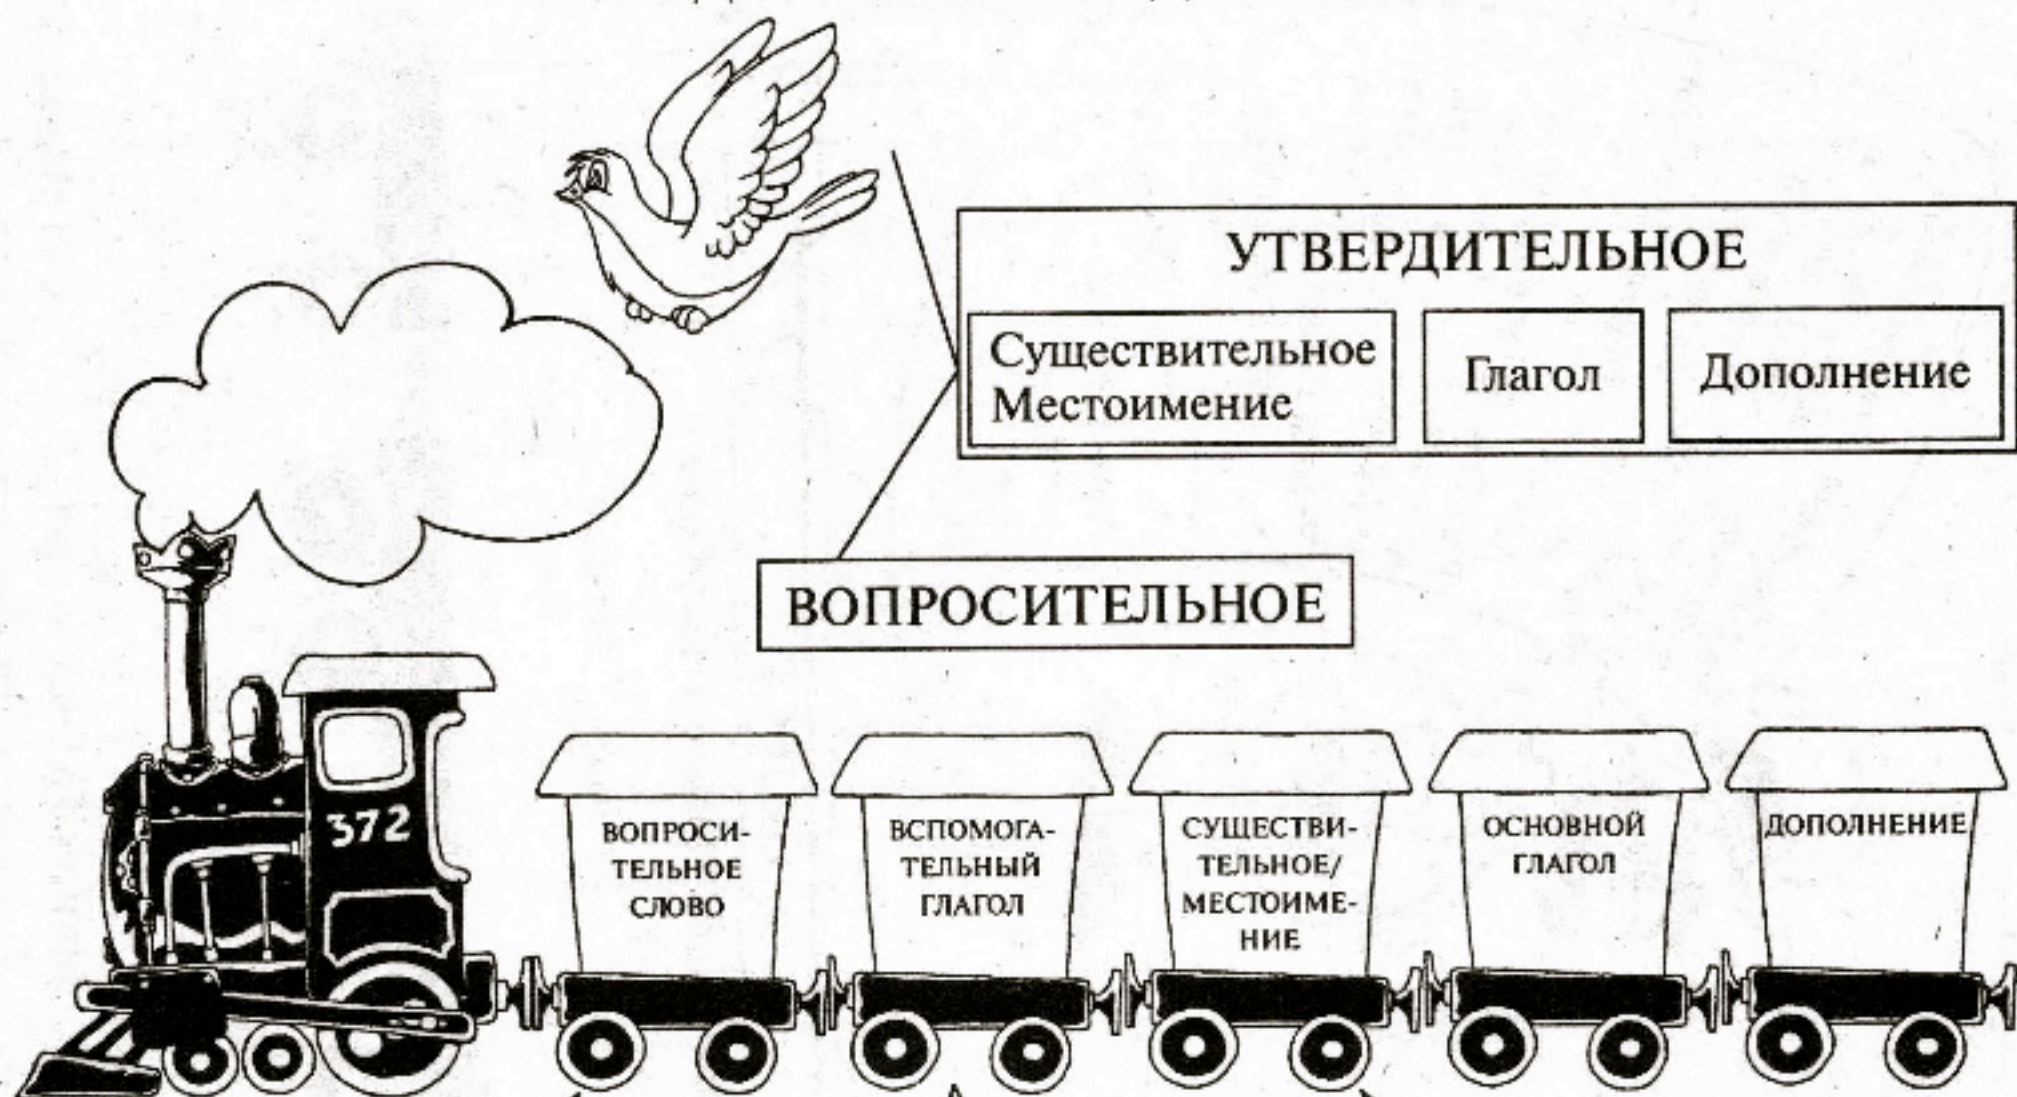 УТВЕРДИТЕЛЬНОЕ
Существительное
Местоимение
Глагол
Дополнение
ВОПРОСИТЕЛЬНОЕ
372
ВОПРОСИ-
ТЕЛЬНОЕ
СЛОВО
ВСПОМОГА-
ТЕЛЬНЫЙ
ГЛАГОЛ
СУЩЕСТВИ-
ТЕЛЬНОЕ/
МЕСТОИМЕ-
НИЕ
ОСНОВНОЙ
ГЛАГОЛ
ДОПОЛНЕНИЕ